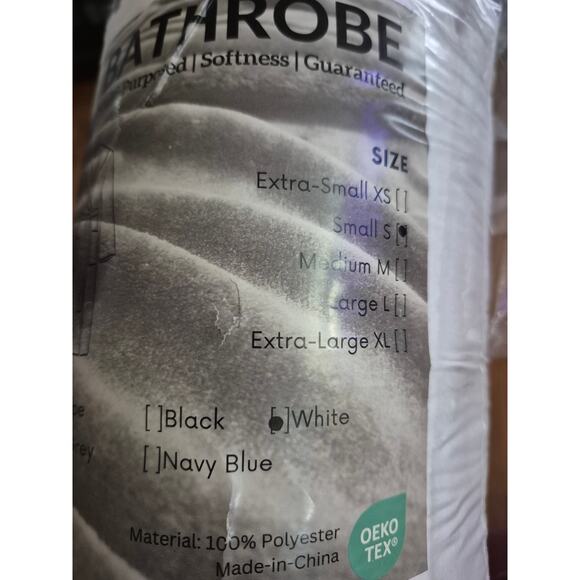 BATHROBE
Purposed | Softness | Guaranteed
SIZE
Extra-Small XS[ ]
Small S[ ]
Medium M[ ]
Large L[ ]
Extra-Large XL[ ]
[ ]Black [ ]White
[ ]Navy Blue
Material: 100% Polyester
Made-in-China
OEKO
TEX®